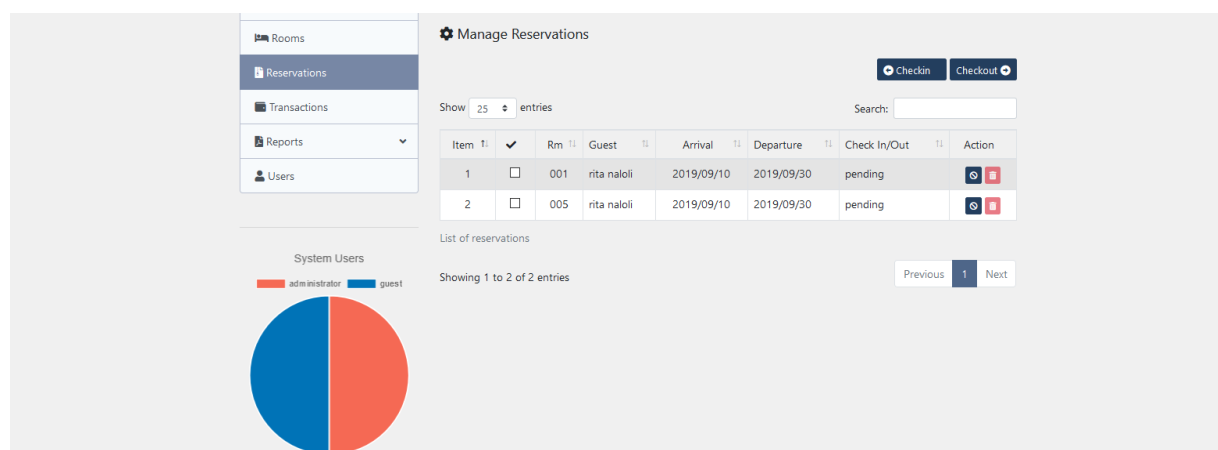 Rooms
Reservations
Transactions
Reports
Users
System Users
administrator guest
Manage Reservations
Checkin Checkout
Show 25 entries Search:
Item Rm Guest Arrival Departure Check In/Out Action
1 001 rita naloli 2019/09/10 2019/09/30 pending
2 005 rita naloli 2019/09/10 2019/09/30 pending
List of reservations
Showing 1 to 2 of 2 entries Previous 1 Next